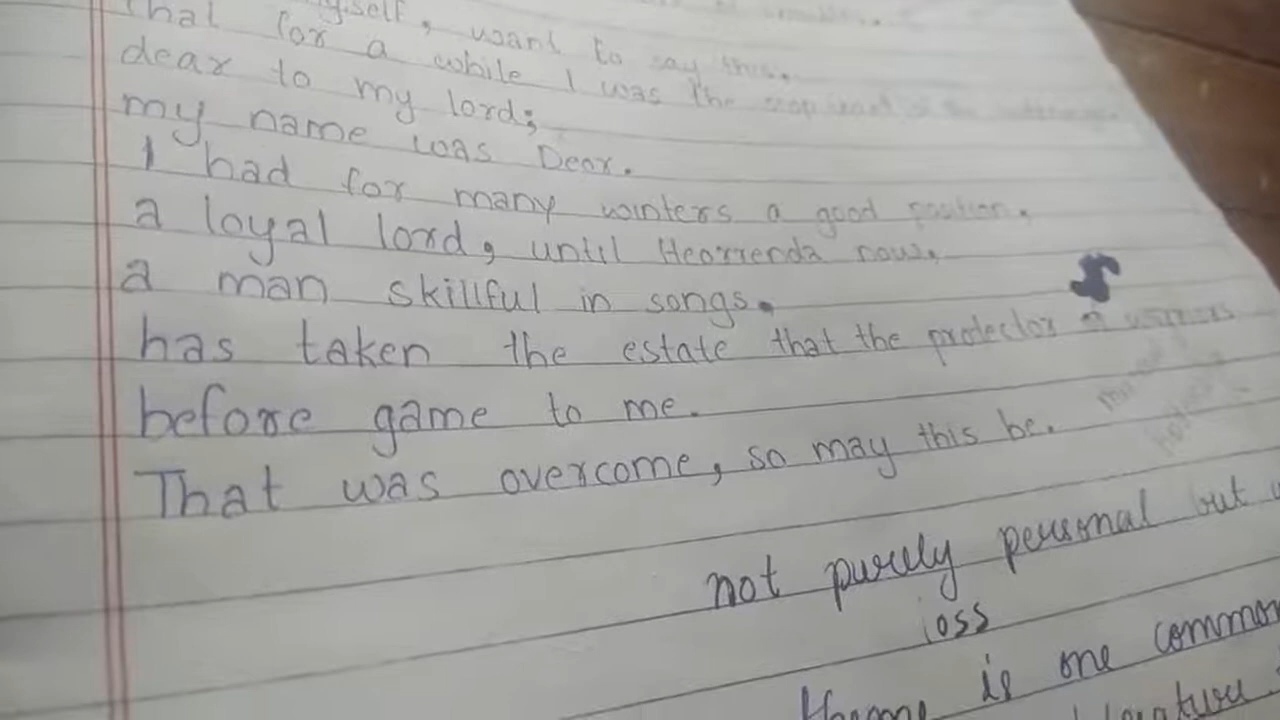 That myself, want to say this.
for a while I was the
dear to my lord;
my name was Deor.
I had for many winters a good position.
a loyal lord, until Heorrenda now,
a man skillful in songs.
has taken the estate that the protector
before game to me.
That was overcome, so may this be.
not purely personal but
loss
is one common